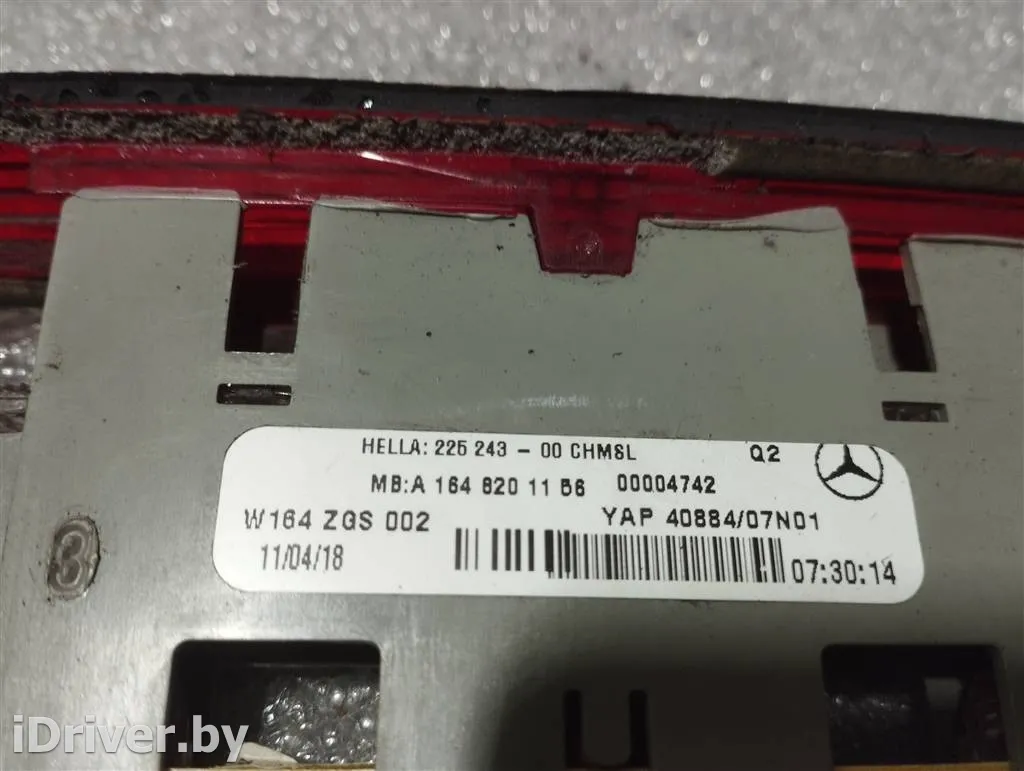 HELLA: 225 243 - 00 CHMSL Q2
MB:A 164 820 11 56 00004742
W164 ZGS 002 YAP 40884/07N01
11/04/18 07:30:14
3
iDriver.by